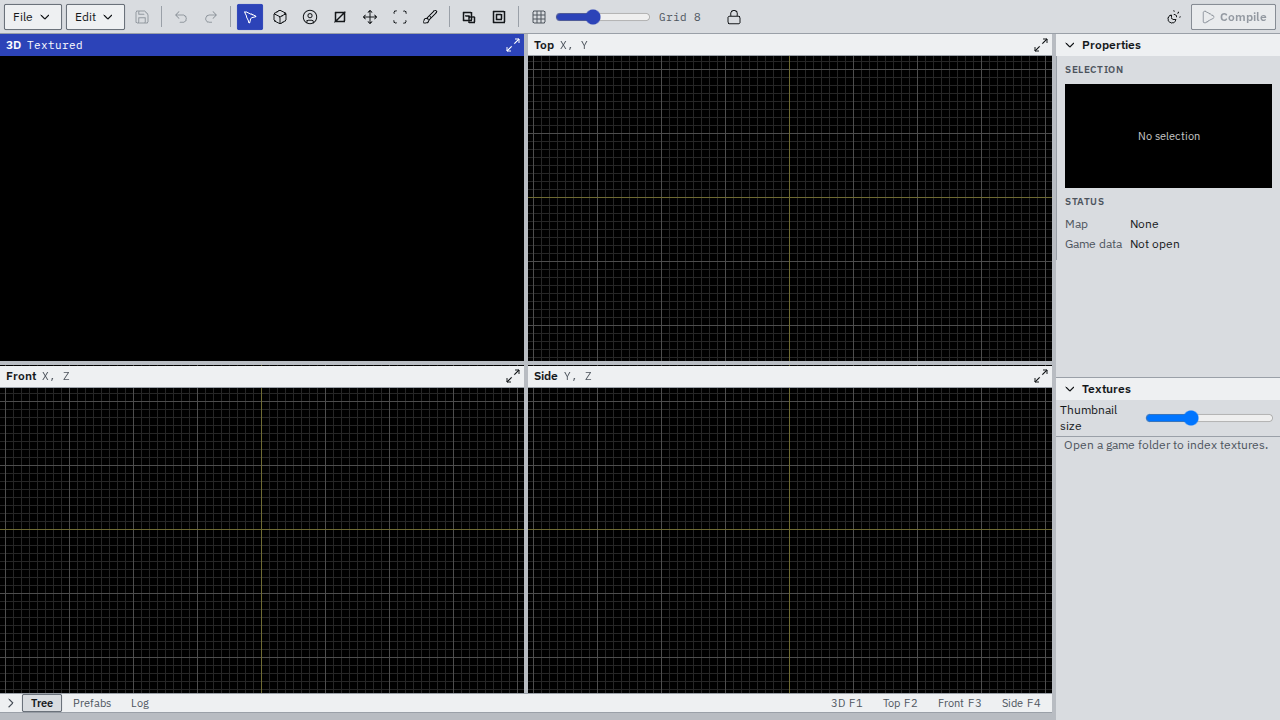 File Edit Grid 8 Compile
3D Textured
Top X, Y
Properties
SELECTION
No selection
STATUS
Map None
Game data Not open
Front X, Z
Side Y, Z
Textures
Thumbnail
size
Open a game folder to index textures.
Tree Prefabs Log 3D F1 Top F2 Front F3 Side F4